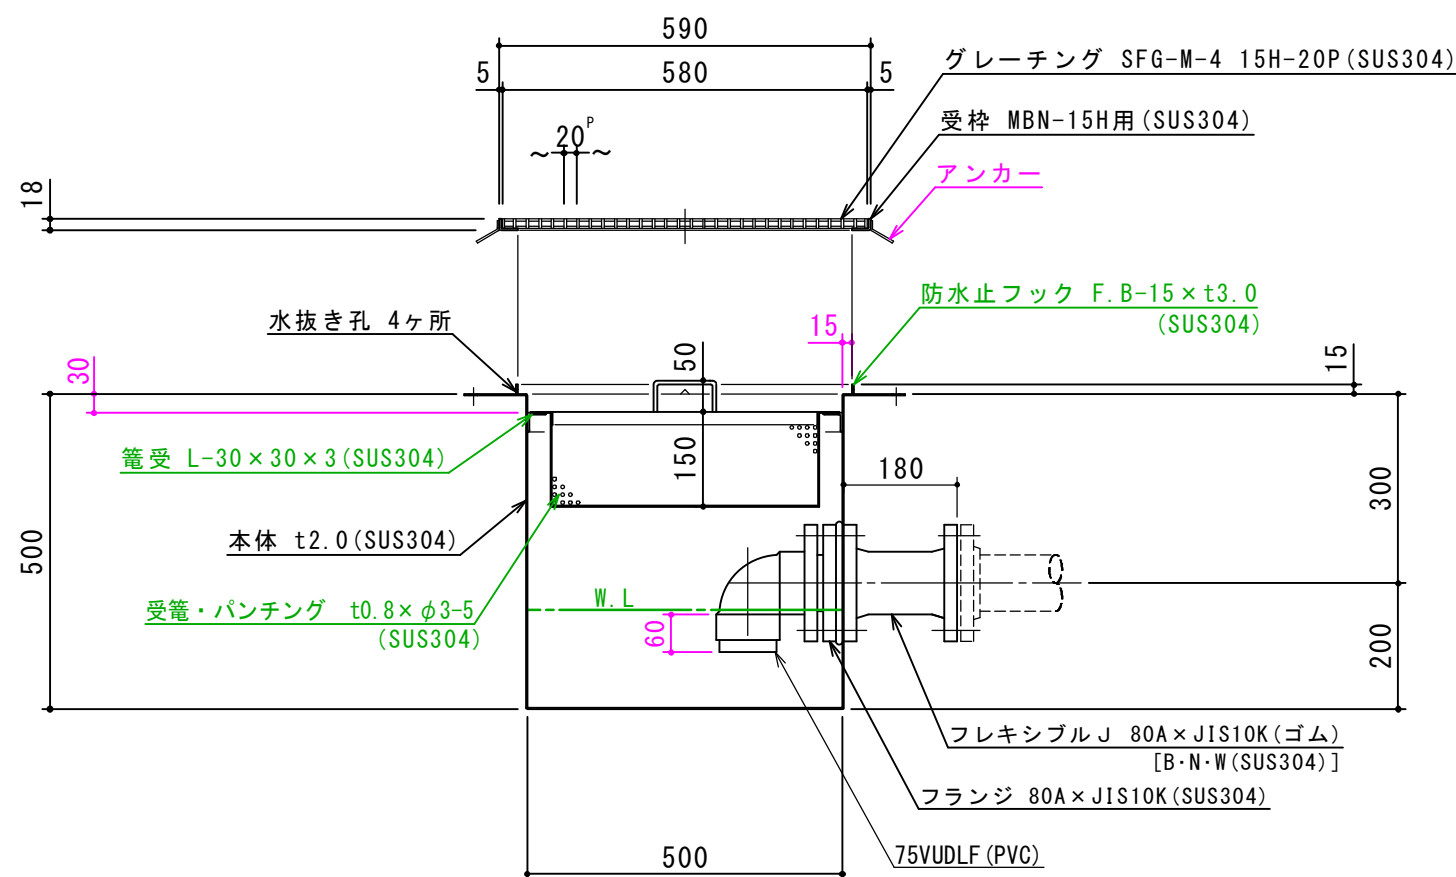 590
5
580
5
グレーチング SFG-M-4 15H-20P(SUS304)
受枠 MBN-15H用(SUS304)
20P
~ ~
アンカー
18
防水止フック F.B-15×t3.0
(SUS304)
水抜き孔 4ヶ所
15
50
15
30
篭受 L-30×30×3(SUS304)
150
180
300
本体 t2.0(SUS304)
500
受篭・パンチング t0.8×φ3-5
(SUS304)
W.L
60
200
フレキシブルJ 80A×JIS10K(ゴム)
[B・N・W(SUS304)]
フランジ 80A×JIS10K(SUS304)
75VUDLF(PVC)
500